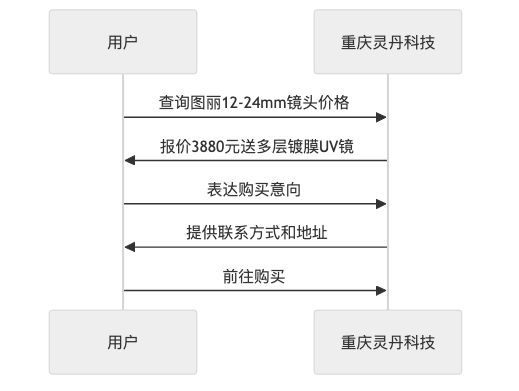 用户
重庆灵丹科技
查询图丽12-24mm镜头价格
报价3880元送多层镀膜UV镜
表达购买意向
提供联系方式和地址
前往购买
用户
重庆灵丹科技